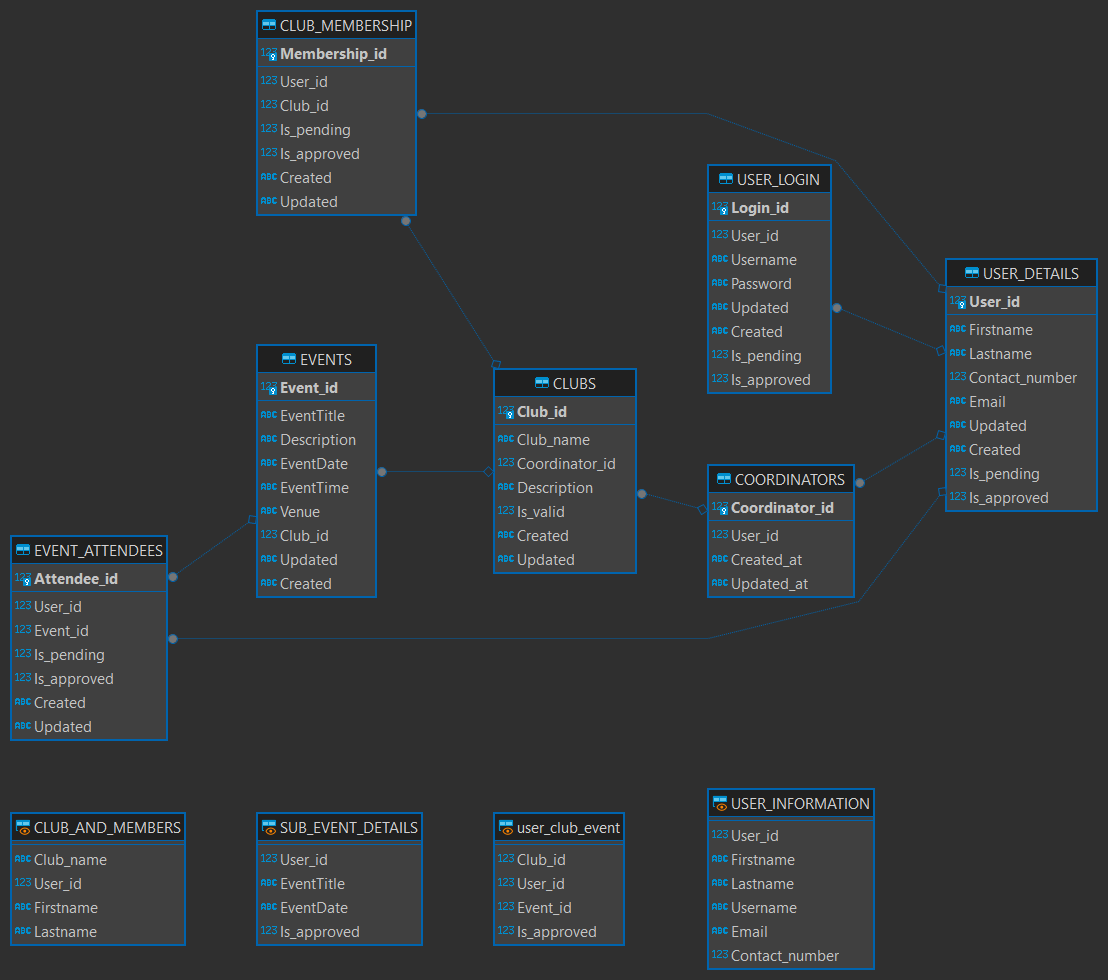 CLUB_MEMBERSHIP
123 Membership_id
123 User_id
123 Club_id
123 Is_pending
123 Is_approved
ABC Created
ABC Updated
USER_LOGIN
123 Login_id
123 User_id
ABC Username
ABC Password
ABC Updated
ABC Created
123 Is_pending
123 Is_approved
USER_DETAILS
123 User_id
ABC Firstname
ABC Lastname
123 Contact_number
ABC Email
ABC Updated
ABC Created
123 Is_pending
123 Is_approved
EVENTS
123 Event_id
ABC EventTitle
ABC Description
ABC EventDate
ABC EventTime
ABC Venue
123 Club_id
ABC Updated
ABC Created
CLUBS
123 Club_id
ABC Club_name
123 Coordinator_id
ABC Description
123 Is_valid
ABC Created
ABC Updated
COORDINATORS
123 Coordinator_id
123 User_id
ABC Created_at
ABC Updated_at
EVENT_ATTENDEES
123 Attendee_id
123 User_id
123 Event_id
123 Is_pending
123 Is_approved
ABC Created
ABC Updated
CLUB_AND_MEMBERS
ABC Club_name
123 User_id
ABC Firstname
ABC Lastname
SUB_EVENT_DETAILS
123 User_id
ABC EventTitle
ABC EventDate
123 Is_approved
user_club_event
123 Club_id
123 User_id
123 Event_id
123 Is_approved
USER_INFORMATION
123 User_id
ABC Firstname
ABC Lastname
ABC Username
ABC Email
123 Contact_number